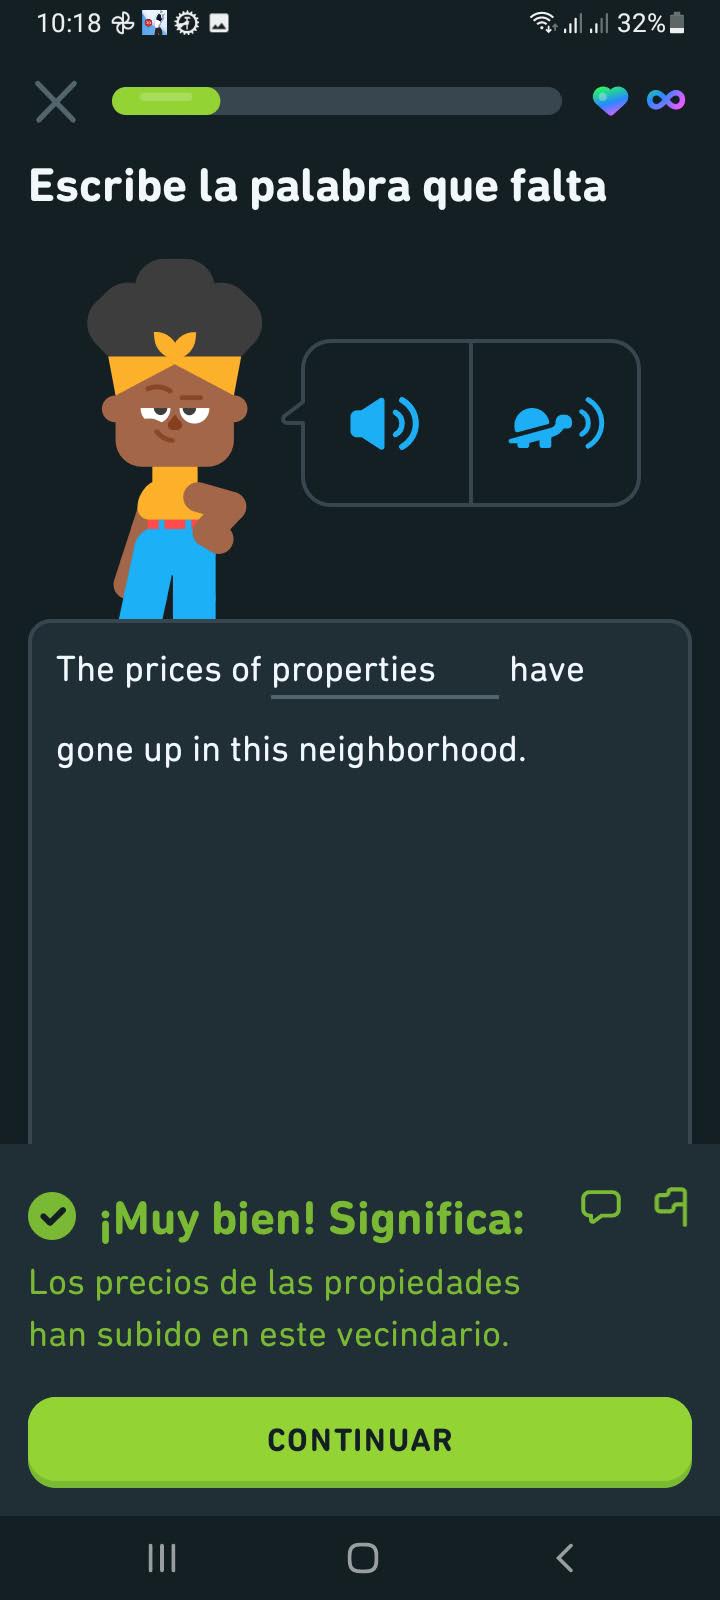 10:18 32%
Escribe la palabra que falta
The prices of properties have
gone up in this neighborhood.
¡Muy bien! Significa:
Los precios de las propiedades
han subido en este vecindario.
CONTINUAR